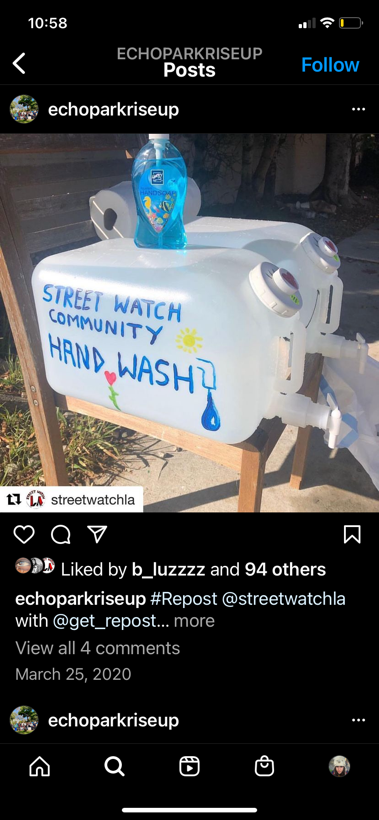 10:58
ECHOPARKRISEUP
Posts
Follow
echoparkriseup
STREET WATCH
COMMUNITY
HAND WASH
streetwatchla
Liked by b_luzzzz and 94 others
echoparkriseup #Repost @streetwatchla
with @get_repost... more
View all 4 comments
March 25, 2020
echoparkriseup